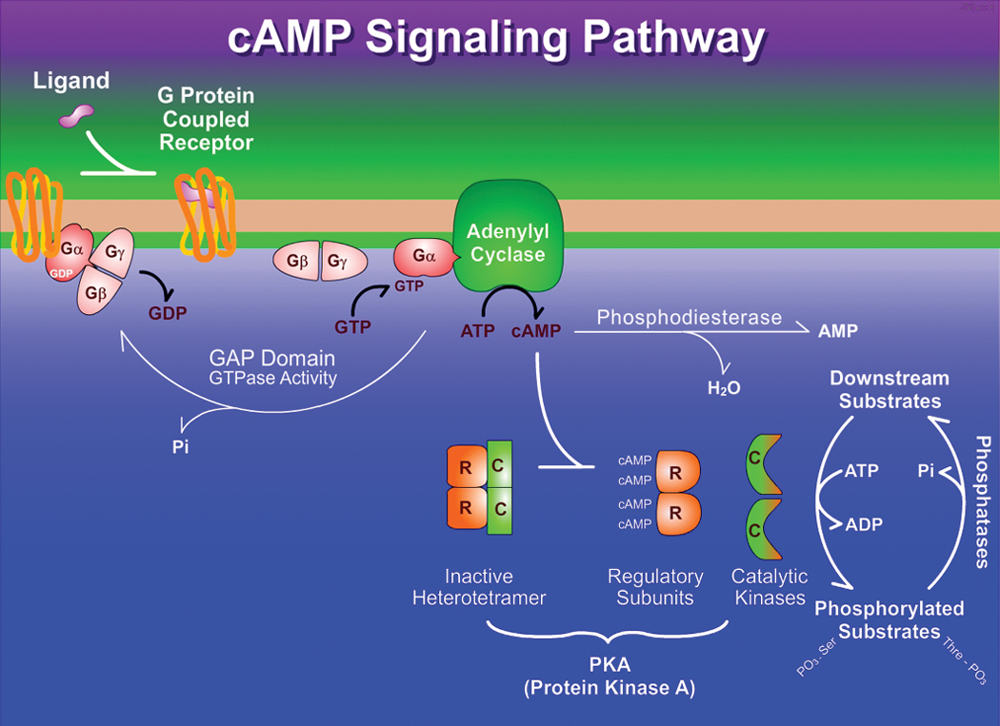 cAMP Signaling Pathway
Ligand
G Protein
Coupled
Receptor
Gα
GDP
Gγ
Gβ
GDP
Gβ
Gγ
Gα
GTP
GTP
Adenylyl
Cyclase
ATP
cAMP
Phosphodiesterase
AMP
H₂O
GAP Domain
GTPase Activity
Pi
Downstream
Substrates
ATP
ADP
Pi
Phosphatases
Phosphorylated
Substrates
PO₃-Ser
Thre - PO₃
R
C
R
C
cAMP
cAMP
R
cAMP
cAMP
R
C
C
Inactive
Heterotetramer
Regulatory
Subunits
Catalytic
Kinases
PKA
(Protein Kinase A)